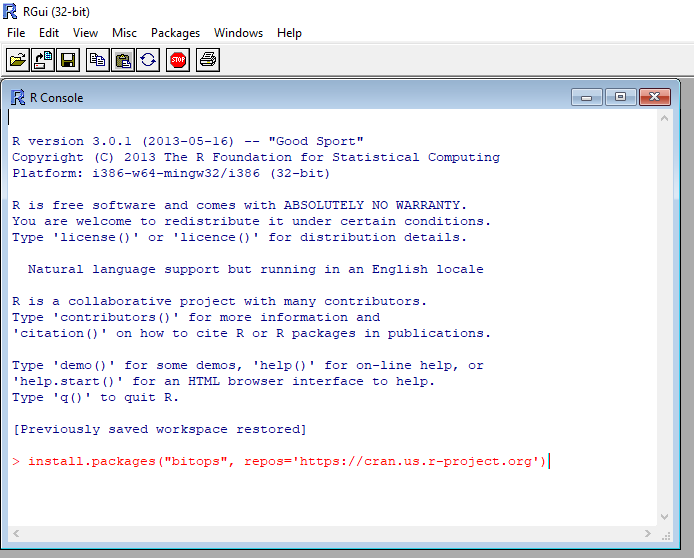 RGui (32-bit)
File Edit View Misc Packages Windows Help
STOP
R Console
R version 3.0.1 (2013-05-16) -- "Good Sport"
Copyright (C) 2013 The R Foundation for Statistical Computing
Platform: i386-w64-mingw32/i386 (32-bit)
R is free software and comes with ABSOLUTELY NO WARRANTY.
You are welcome to redistribute it under certain conditions.
Type 'license()' or 'licence()' for distribution details.
Natural language support but running in an English locale
R is a collaborative project with many contributors.
Type 'contributors()' for more information and
'citation()' on how to cite R or R packages in publications.
Type 'demo()' for some demos, 'help()' for on-line help, or
'help.start()' for an HTML browser interface to help.
Type 'q()' to quit R.
[Previously saved workspace restored]
> install.packages("bitops", repos='https://cran.us.r-project.org')